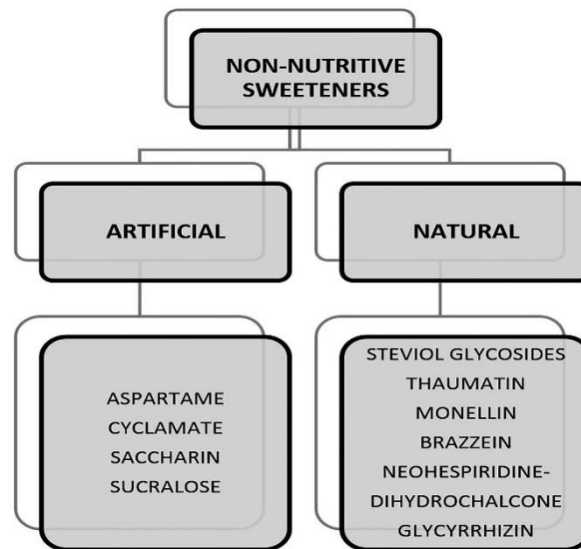 NON-NUTRITIVE
SWEETENERS
ARTIFICIAL
NATURAL
ASPARTAME
CYCLAMATE
SACCHARIN
SUCRALOSE
STEVIOL GLYCOSIDES
THAUMATIN
MONELLIN
BRAZZEIN
NEOHESPIRIDINE-
DIHYDROCHALCONE
GLYCYRRHIZIN